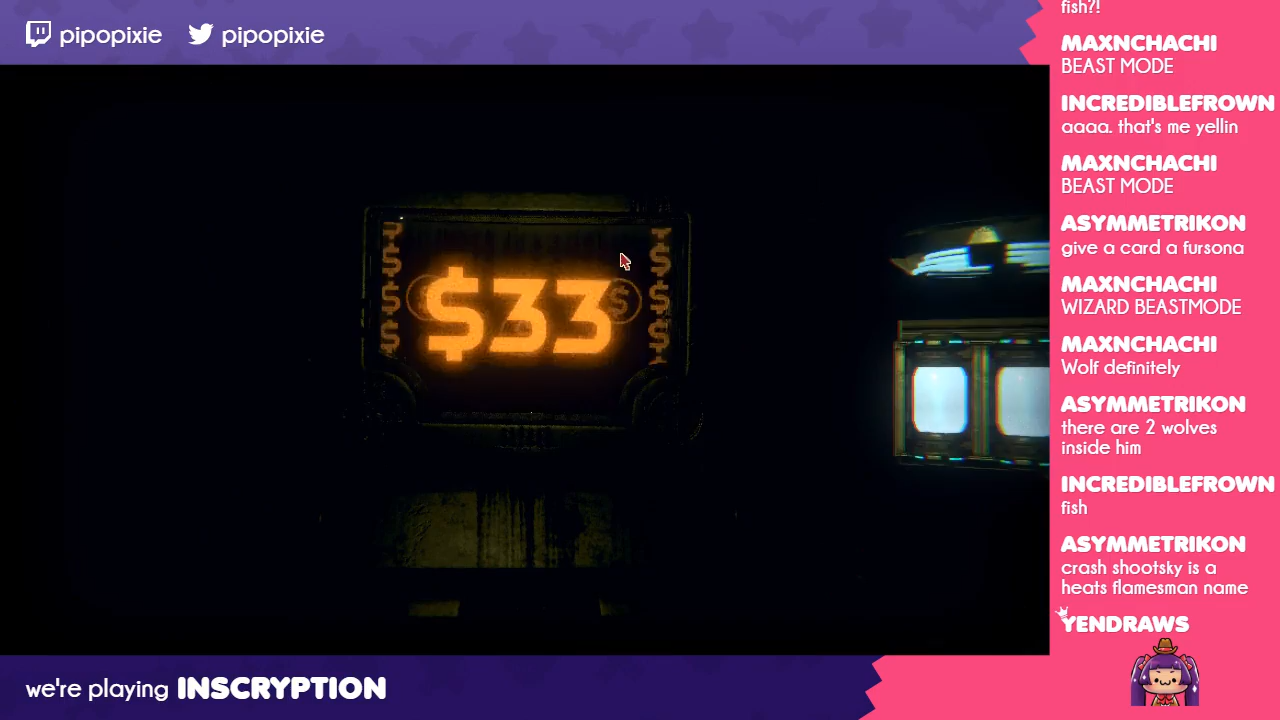 pipopixie pipopixie
$33
we're playing INSCRYPTION
fish?!
MAXNCHACHI
BEAST MODE
INCREDIBLEFROWN
aaaa. that's me yellin
MAXNCHACHI
BEAST MODE
ASYMMETRIKON
give a card a fursona
MAXNCHACHI
WIZARD BEASTMODE
MAXNCHACHI
Wolf definitely
ASYMMETRIKON
there are 2 wolves
inside him
INCREDIBLEFROWN
fish
ASYMMETRIKON
crash shootsky is a
heats flamesman name
YENDRAWS